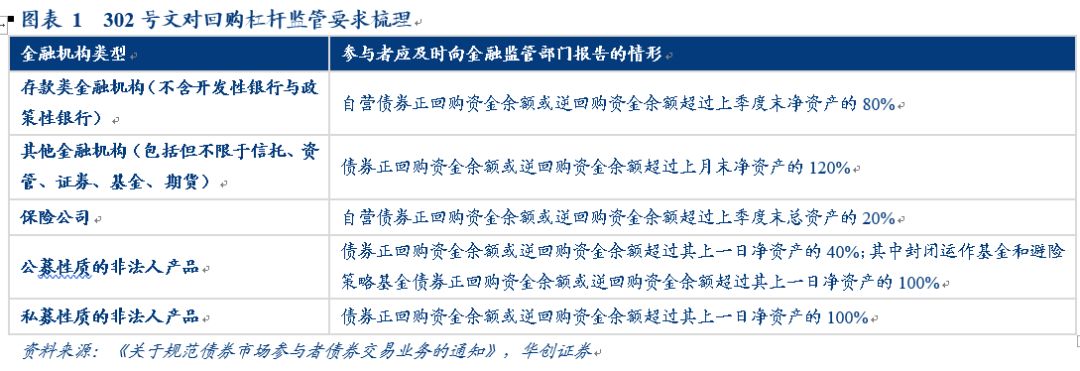 图表 1 302 号文对回购杠杆监管要求梳理
金融机构类型
参与者应及时向金融监管部门报告的情形
存款类金融机构（不含开发性银行与政
策性银行）
自营债券正回购资金余额或逆回购资金余额超过上季度末净资产的 80%
其他金融机构（包括但不限于信托、资
管、证券、基金、期货）
债券正回购资金余额或逆回购资金余额超过上月末净资产的 120%
保险公司
自营债券正回购资金余额或逆回购资金余额超过上季度末总资产的 20%
公募性质的非法人产品
债券正回购资金余额或逆回购资金余额超过其上一日净资产的 40%；其中封闭运作基金和避险
策略基金债券正回购资金余额或逆回购资金余额超过其上一日净资产的 100%
私募性质的非法人产品
债券正回购资金余额或逆回购资金余额超过其上一日净资产的 100%
资料来源：《关于规范债券市场参与者债券交易业务的通知》，华创证券